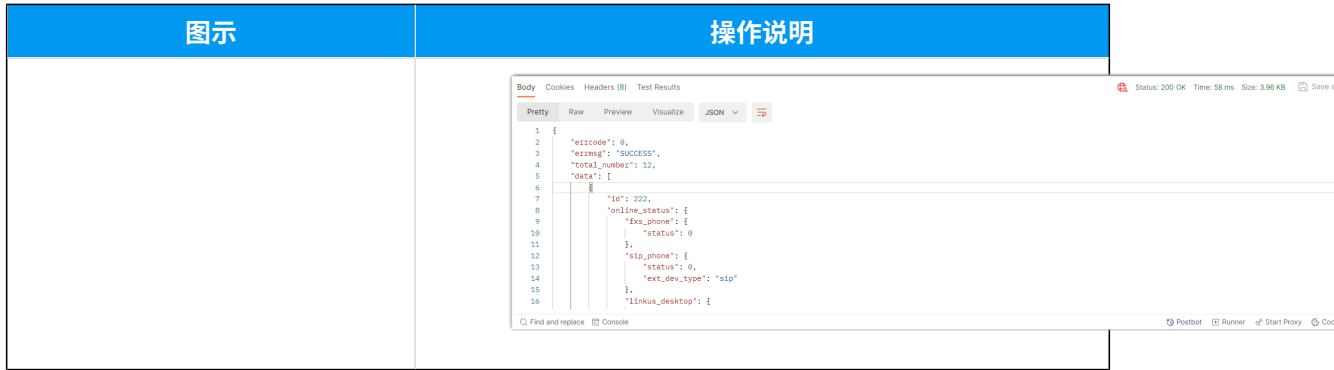 图示 操作说明
Body Cookies Headers (8) Test Results Status: 200 OK Time: 58 ms Size: 3.96 KB Save a
Pretty Raw Preview Visualize JSON
1 {
2 "errcode": 0,
3 "errmsg": "SUCCESS",
4 "total_number": 12,
5 "data": [
6 {
7 "id": 222,
8 "online_status": {
9 "fxs_phone": {
10 "status": 0
11 },
12 "sip_phone": {
13 "status": 0,
14 "ext_dev_type": "sip"
15 },
16 "linkus_desktop": {
Find and replace Console Postbot Runner Start Proxy Coo